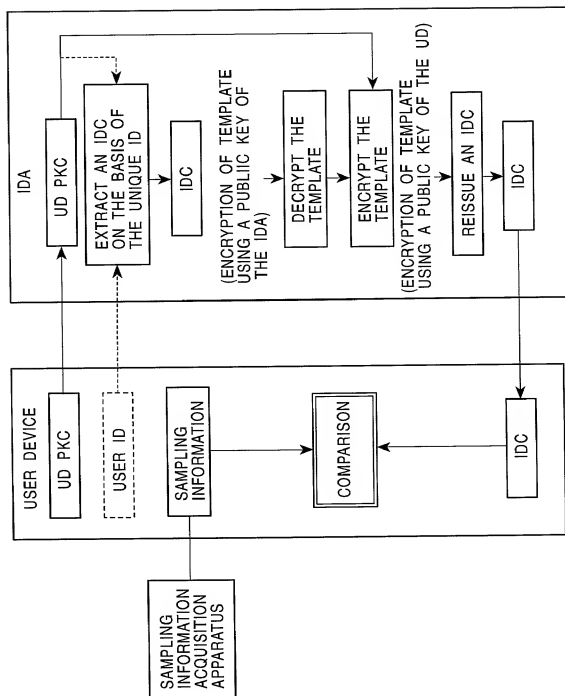 SAMPLING
INFORMATION
ACQUISITION
APPARATUS
USER DEVICE
UD PKC
USER ID
SAMPLING
INFORMATION
COMPARISON
IDC
IDA
UD PKC
EXTRACT AN IDC
ON THE BASIS OF
THE UNIQUE ID
IDC
(ENCRYPTION OF TEMPLATE
USING A PUBLIC KEY OF
THE IDA)
DECRYPT THE
TEMPLATE
ENCRYPT THE
TEMPLATE
(ENCRYPTION OF TEMPLATE
USING A PUBLIC KEY OF THE UD)
REISSUE AN IDC
IDC